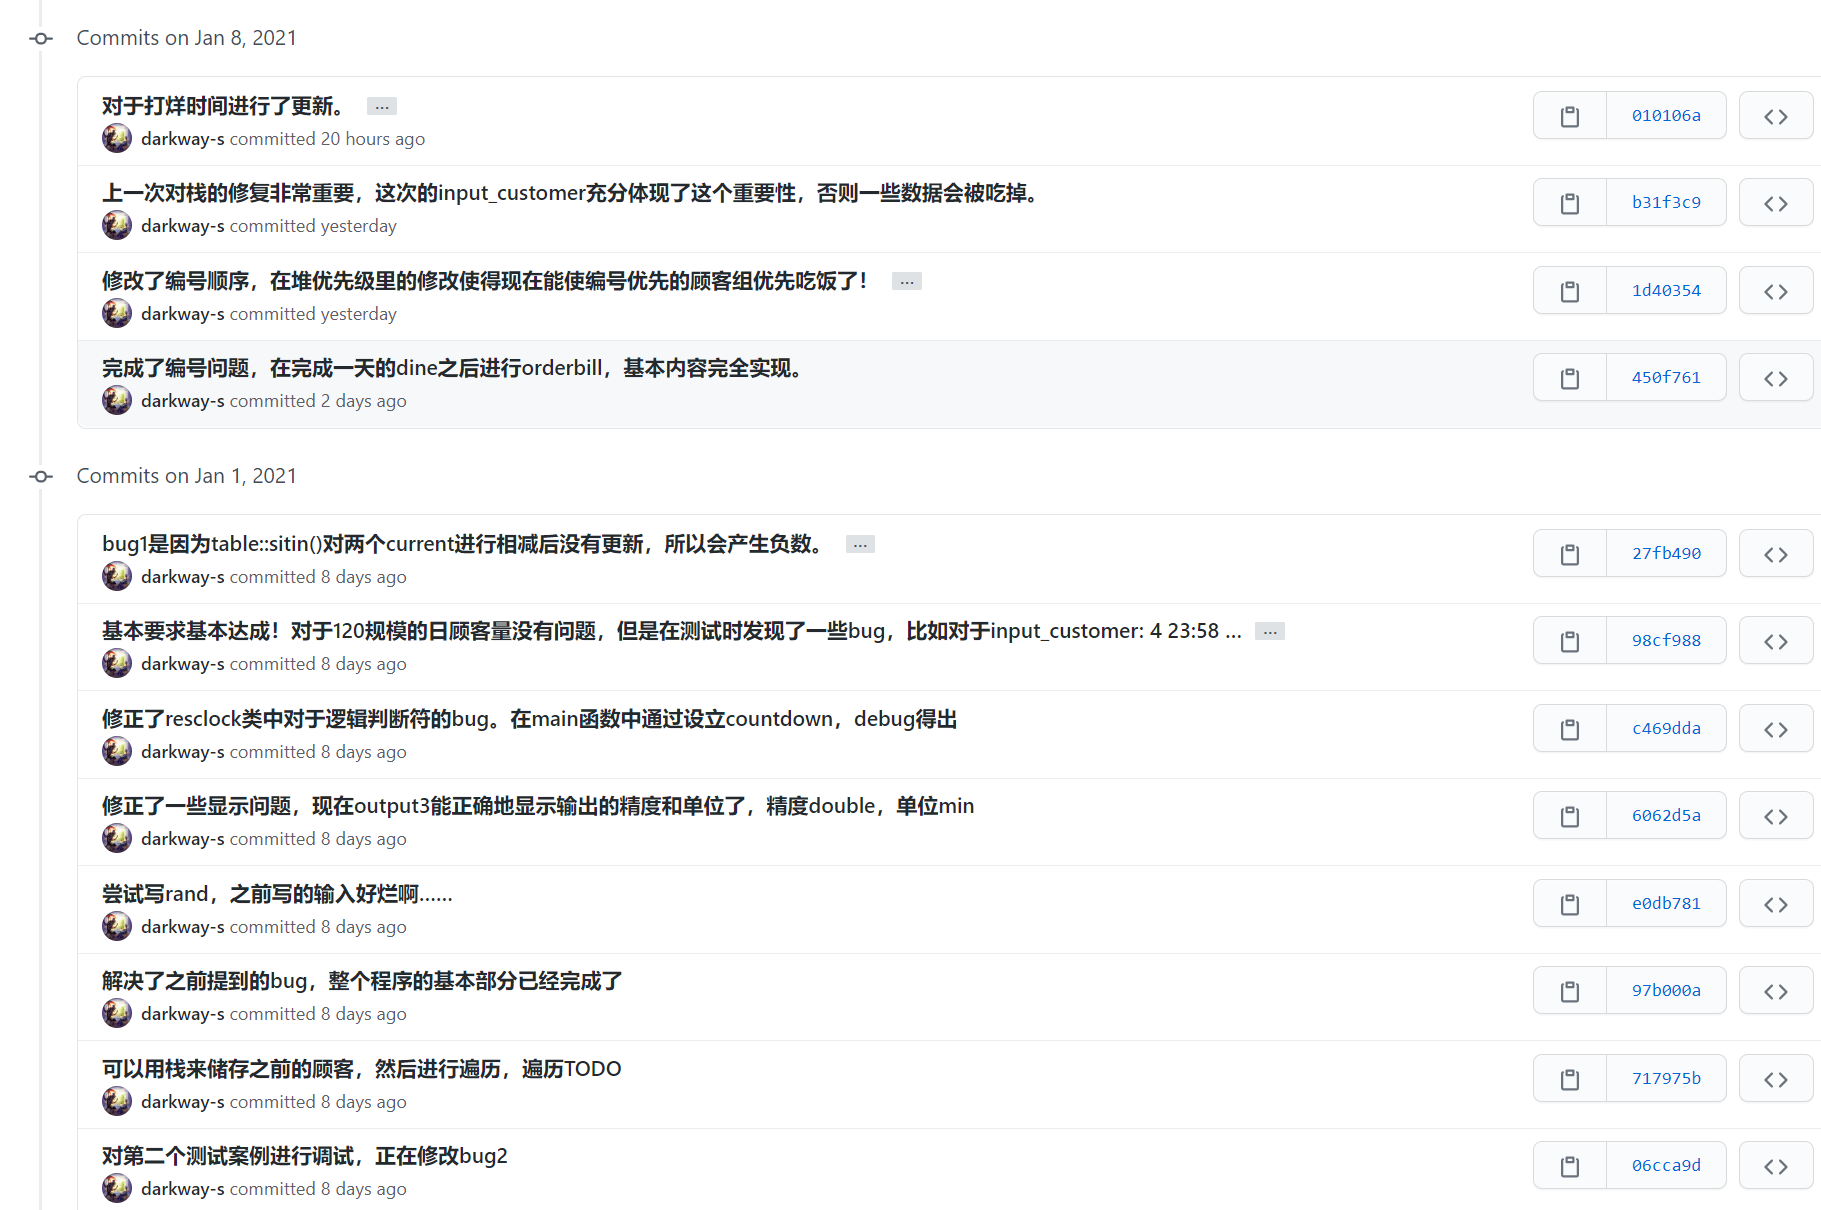 Commits on Jan 8, 2021
对于打烊时间进行了更新。 ...
darkway-s committed 20 hours ago
010106a
上一次对栈的修复非常重要，这次的input_customer充分体现了这个重要性，否则一些数据会被吃掉。
darkway-s committed yesterday
b31f3c9
修改了编号顺序，在堆优先级里的修改使得现在能使编号优先的顾客组优先吃饭了！ ...
darkway-s committed yesterday
1d40354
完成了编号问题，在完成一天的dine之后进行orderbill，基本内容完全实现。
darkway-s committed 2 days ago
450f761
Commits on Jan 1, 2021
bug1是因为table::sitin()对两个current进行相减后没有更新，所以会产生负数。 ...
darkway-s committed 8 days ago
27fb490
基本要求基本达成！对于120规模的日顾客量没有问题，但是在测试时发现了一些bug，比如对于input_customer: 4 23:58 ... ...
darkway-s committed 8 days ago
98cf988
修正了resclock类中对于逻辑判断符的bug。在main函数中通过设立countdown，debug得出
darkway-s committed 8 days ago
c469dda
修正了一些显示问题，现在output3能正确地显示输出的精度和单位了，精度double，单位min
darkway-s committed 8 days ago
6062d5a
尝试写rand，之前写的输入好烂啊......
darkway-s committed 8 days ago
e0db781
解决了之前提到的bug，整个程序的基本部分已经完成了
darkway-s committed 8 days ago
97b000a
可以用栈来储存之前的顾客，然后进行遍历，遍历TODO
darkway-s committed 8 days ago
717975b
对第二个测试案例进行调试，正在修改bug2
darkway-s committed 8 days ago
06cca9d